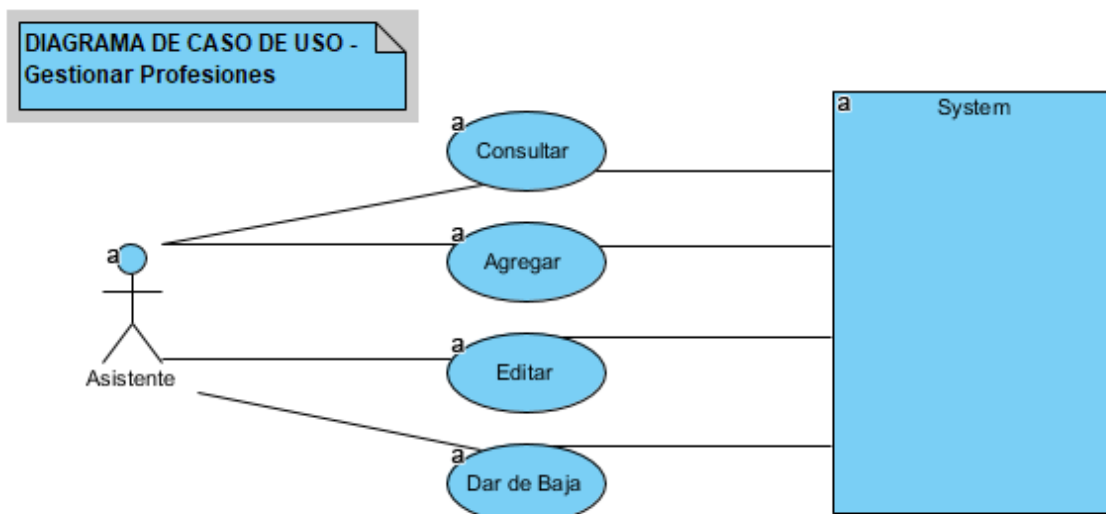 DIAGRAMA DE CASO DE USO -
Gestionar Profesiones
a System
a
Consultar
a
Agregar
a
Asistente
a
Editar
a
Dar de Baja